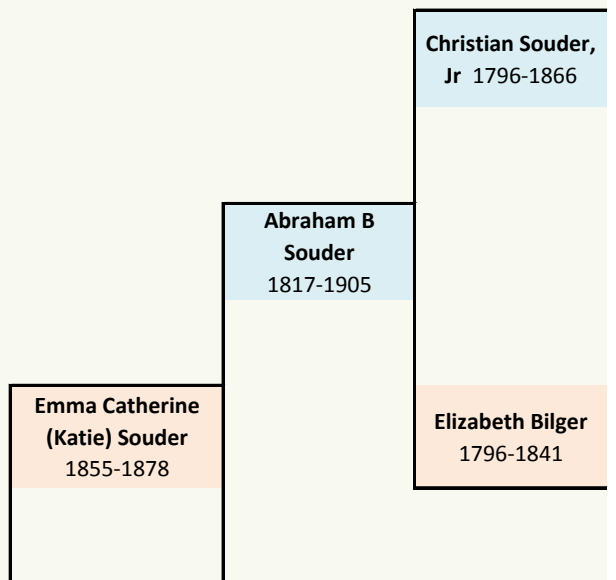 Christian Souder,
Jr 1796-1866
Abraham B
Souder
1817-1905
Emma Catherine
(Katie) Souder
1855-1878
Elizabeth Bilger
1796-1841